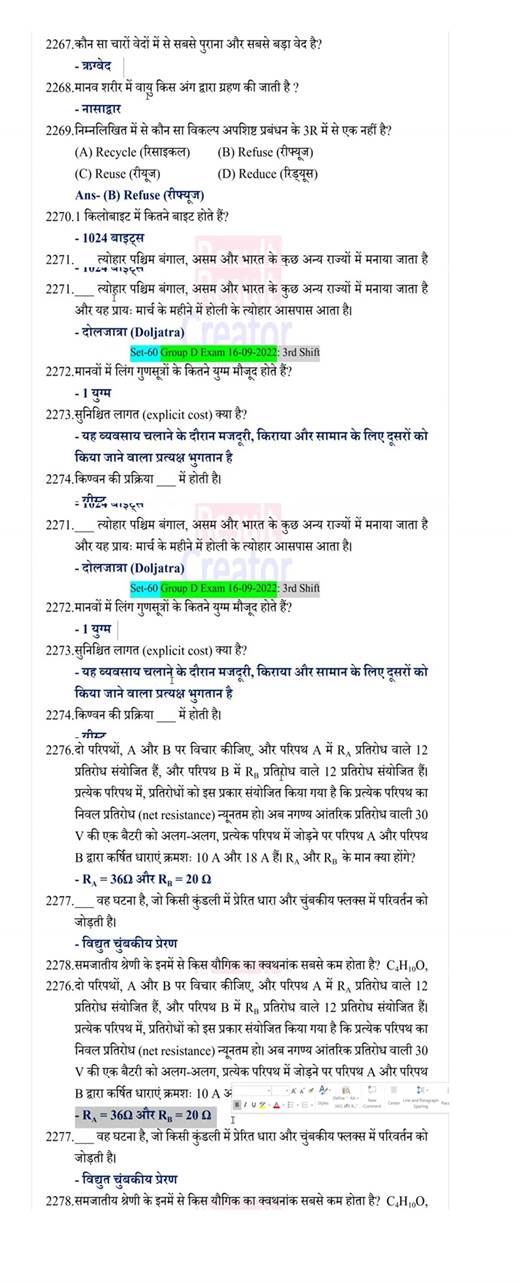 2267.कौन सा चारों वेदों में से सबसे पुराना और सबसे बड़ा वेद है?
- ऋग्वेद
2268.मानव शरीर में वायु किस अंग द्वारा ग्रहण की जाती है ?
- नासाद्वार
2269.निम्नलिखित में से कौन सा विकल्प अपशिष्ट प्रबंधन के 3R में से एक नहीं है?
(A) Recycle (रिसाइकल) (B) Refuse (रीफ्यूज)
(C) Reuse (रीयूज) (D) Reduce (रिड्यूस)
Ans- (B) Refuse (रीफ्यूज)
2270.1 किलोबाइट में कितने बाइट होते हैं?
- 1024 बाइट्स
2271. त्योहार पश्चिम बंगाल, असम और भारत के कुछ अन्य राज्यों में मनाया जाता है
- 1024 बाइट्स
2271.___ त्योहार पश्चिम बंगाल, असम और भारत के कुछ अन्य राज्यों में मनाया जाता है
और यह प्रायः मार्च के महीने में होली के त्योहार आसपास आता है।
- दोलजात्रा (Doljatra)
Result Creator
Set-60 Group D Exam 16-09-2022: 3rd Shift
2272.मानवों में लिंग गुणसूत्रों के कितने युग्म मौजूद होते हैं?
- 1 युग्म
2273.सुनिश्चित लागत (explicit cost) क्या है?
- यह व्यवसाय चलाने के दौरान मजदूरी, किराया और सामान के लिए दूसरों को
किया जाने वाला प्रत्यक्ष भुगतान है
2274.किण्वन की प्रक्रिया ___ में होती है।
- यीस्ट
- 1024 बाइट्स
2271.___ त्योहार पश्चिम बंगाल, असम और भारत के कुछ अन्य राज्यों में मनाया जाता है
और यह प्रायः मार्च के महीने में होली के त्योहार आसपास आता है।
- दोलजात्रा (Doljatra)
Creator
Set-60 Group D Exam 16-09-2022: 3rd Shift
2272.मानवों में लिंग गुणसूत्रों के कितने युग्म मौजूद होते हैं?
- 1 युग्म
2273.सुनिश्चित लागत (explicit cost) क्या है?
- यह व्यवसाय चलाने के दौरान मजदूरी, किराया और सामान के लिए दूसरों को
किया जाने वाला प्रत्यक्ष भुगतान है
2274.किण्वन की प्रक्रिया ___ में होती है।
- यीस्ट
2276.दो परिपथों, A और B पर विचार कीजिए, और परिपथ A में R_A प्रतिरोध वाले 12
प्रतिरोध संयोजित हैं, और परिपथ B में R_B प्रतिरोध वाले 12 प्रतिरोध संयोजित हैं।
प्रत्येक परिपथ में, प्रतिरोधों को इस प्रकार संयोजित किया गया है कि प्रत्येक परिपथ का
निवल प्रतिरोध (net resistance) न्यूनतम हो। अब नगण्य आंतरिक प्रतिरोध वाली 30
V की एक बैटरी को अलग-अलग, प्रत्येक परिपथ में जोड़ने पर परिपथ A और परिपथ
B द्वारा कर्षित धाराएं क्रमशः 10 A और 18 A हैं। R_A और R_B के मान क्या होंगे?
- R_A = 36Ω और R_B = 20 Ω
2277.___ वह घटना है, जो किसी कुंडली में प्रेरित धारा और चुंबकीय फ्लक्स में परिवर्तन को
जोड़ती है।
- विद्युत चुंबकीय प्रेरण
2278.समजातीय श्रेणी के इनमें से किस यौगिक का क्वथनांक सबसे कम होता है? C₄H₁₀O,
2276.दो परिपथों, A और B पर विचार कीजिए, और परिपथ A में R_A प्रतिरोध वाले 12
प्रतिरोध संयोजित हैं, और परिपथ B में R_B प्रतिरोध वाले 12 प्रतिरोध संयोजित हैं।
प्रत्येक परिपथ में, प्रतिरोधों को इस प्रकार संयोजित किया गया है कि प्रत्येक परिपथ का
निवल प्रतिरोध (net resistance) न्यूनतम हो। अब नगण्य आंतरिक प्रतिरोध वाली 30
V की एक बैटरी को अलग-अलग, प्रत्येक परिपथ में जोड़ने पर परिपथ A और परिपथ
B द्वारा कर्षित धाराएं क्रमशः 10 A
- R_A = 36Ω और R_B = 20 Ω
2277.___ वह घटना है, जो किसी कुंडली में प्रेरित धारा और चुंबकीय फ्लक्स में परिवर्तन को
जोड़ती है।
- विद्युत चुंबकीय प्रेरण
2278.समजातीय श्रेणी के इनमें से किस यौगिक का क्वथनांक सबसे कम होता है? C₄H₁₀O,